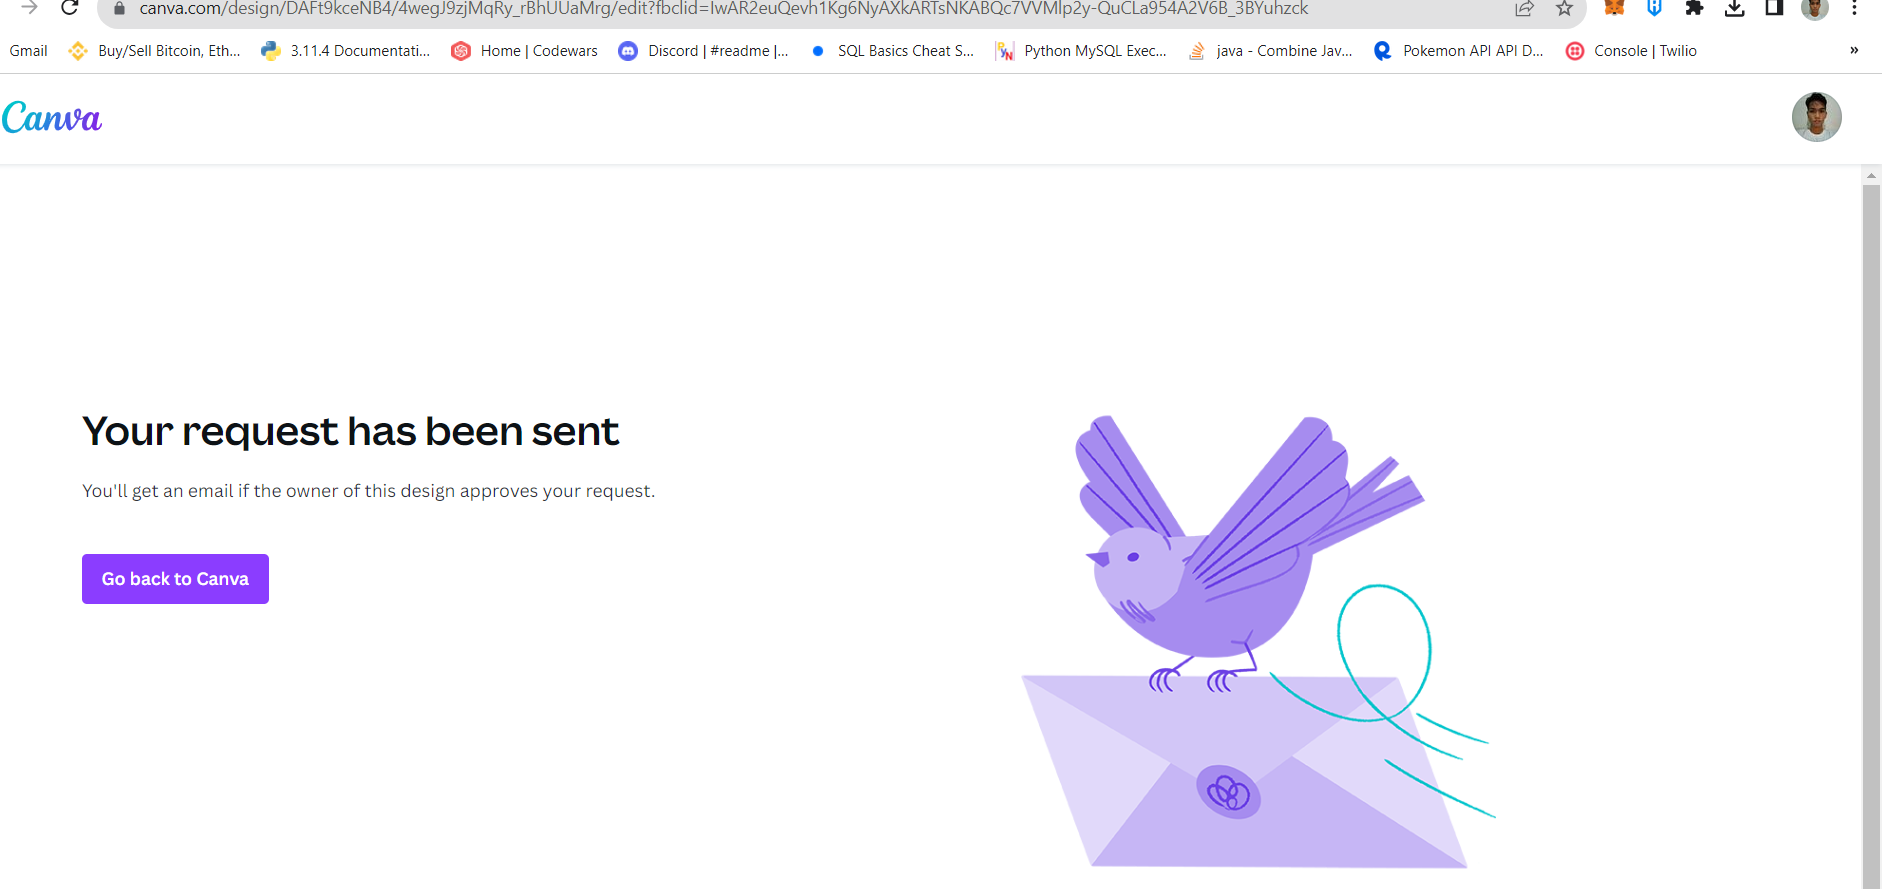 canva.com/design/DAFt9kceNB4/4wegJ9zjMqRy_rBhUUaMrg/edit?fbclid=IwAR2euQevh1Kg6NyAXkARTsNKABQc7VVMlp2y-QuCLa954A2V6B_3BYuhzck
Gmail Buy/Sell Bitcoin, Eth... 3.11.4 Documentati... Home | Codewars Discord | #readme |... SQL Basics Cheat S... Python MySQL Exec... java - Combine Jav... Pokemon API API D... Console | Twilio »
Canva
Your request has been sent
You'll get an email if the owner of this design approves your request.
Go back to Canva